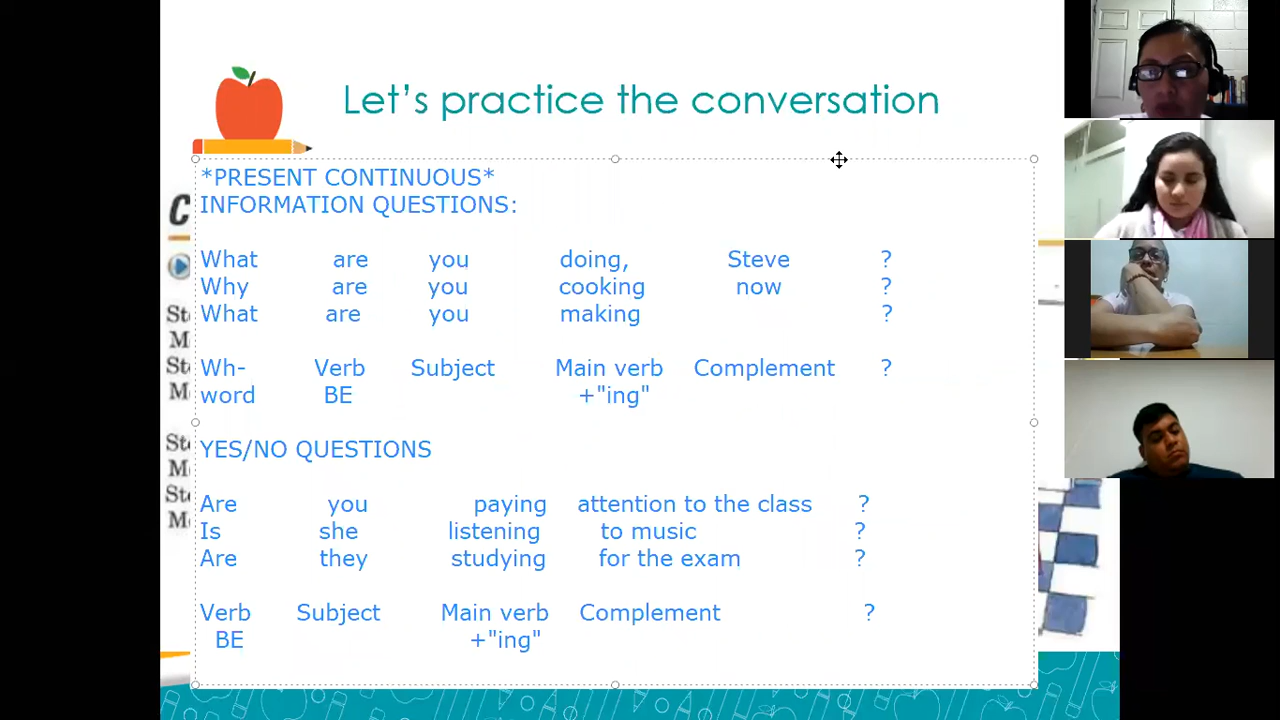 Let's practice the conversation
*PRESENT CONTINUOUS*
INFORMATION QUESTIONS:
What are you doing, Steve ?
Why are you cooking now ?
What are you making ?
Wh- Verb Subject Main verb Complement ?
word BE +"ing"
YES/NO QUESTIONS
Are you paying attention to the class ?
Is she listening to music ?
Are they studying for the exam ?
Verb Subject Main verb Complement ?
BE +"ing"